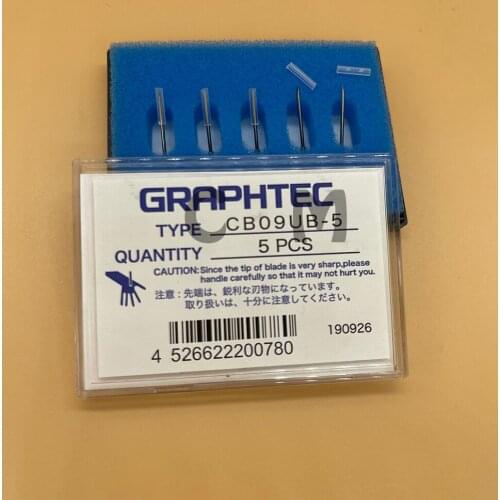 GRAPHTEC
TYPE CB09UB-5
QUANTITY 5 PCS
CAUTION:Since the tip of blade is very sharp,please
handle carefully so that it may not hurt you.
注意:先端は、鋭利な刃物になっています。
取り扱いは、十分に注意してください。
4 526622200780
190926